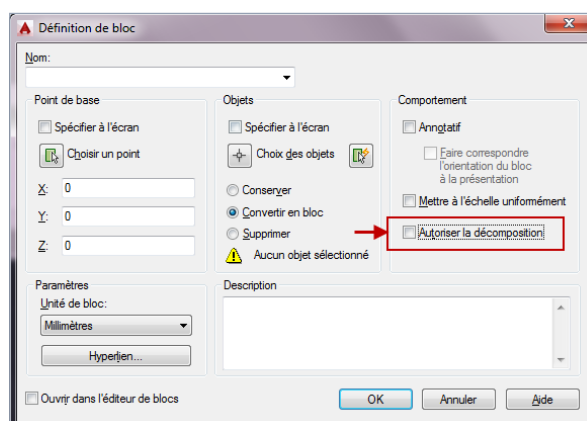 Définition de bloc
Nom:
Point de base
Spécifier à l'écran
Choisir un point
X: 0
Y: 0
Z: 0
Objets
Spécifier à l'écran
Choix des objets
Conserver
Convertir en bloc
Supprimer
Aucun objet sélectionné
Comportement
Annotatif
Faire correspondre
l'orientation du bloc
à la présentation
Mettre à l'échelle uniformément
Autoriser la décomposition
Paramètres
Unité de bloc:
Millimètres
Hyperlien...
Description
Ouvrir dans l'éditeur de blocs
OK
Annuler
Aide